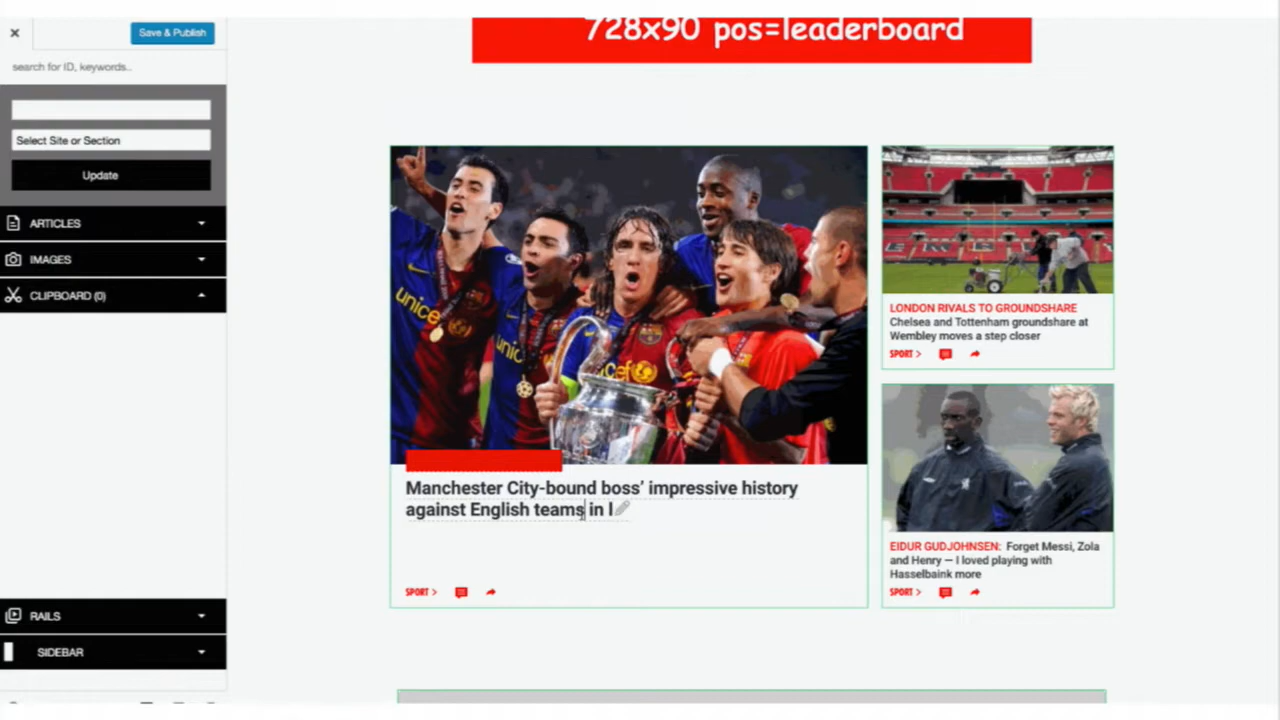 728x90 pos=leaderboard
Save & Publish
search for ID, keywords..
Select Site or Section
Update
ARTICLES
IMAGES
CLIPBOARD (0)
RAILS
SIDEBAR
unicef
unic
unicef
Manchester City-bound boss’ impressive history
against English teams in l
SPORT >
LONDON RIVALS TO GROUNDSHARE
Chelsea and Tottenham groundshare at
Wembley moves a step closer
SPORT >
EIDUR GUDJOHNSEN: Forget Messi, Zola
and Henry — I loved playing with
Hasselbaink more
SPORT >